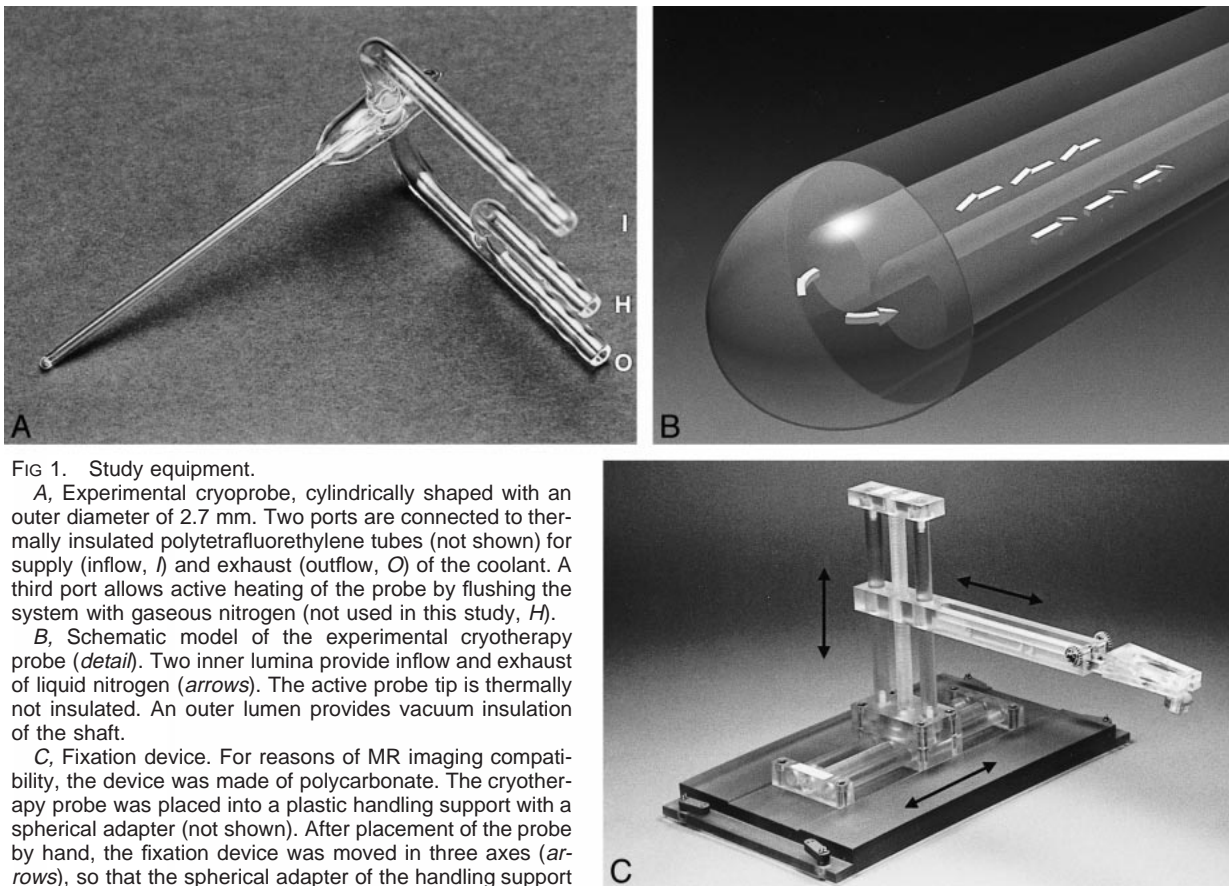 I
H
O
A
B
FIG 1. Study equipment.
A, Experimental cryoprobe, cylindrically shaped with an
outer diameter of 2.7 mm. Two ports are connected to ther-
mally insulated polytetrafluorethylene tubes (not shown) for
supply (inflow, I) and exhaust (outflow, O) of the coolant. A
third port allows active heating of the probe by flushing the
system with gaseous nitrogen (not used in this study, H).
B, Schematic model of the experimental cryotherapy
probe (detail). Two inner lumina provide inflow and exhaust
of liquid nitrogen (arrows). The active probe tip is thermally
not insulated. An outer lumen provides vacuum insulation
of the shaft.
C, Fixation device. For reasons of MR imaging compati-
bility, the device was made of polycarbonate. The cryother-
apy probe was placed into a plastic handling support with a
spherical adapter (not shown). After placement of the probe
by hand, the fixation device was moved in three axes (ar-
rows), so that the spherical adapter of the handling support
C